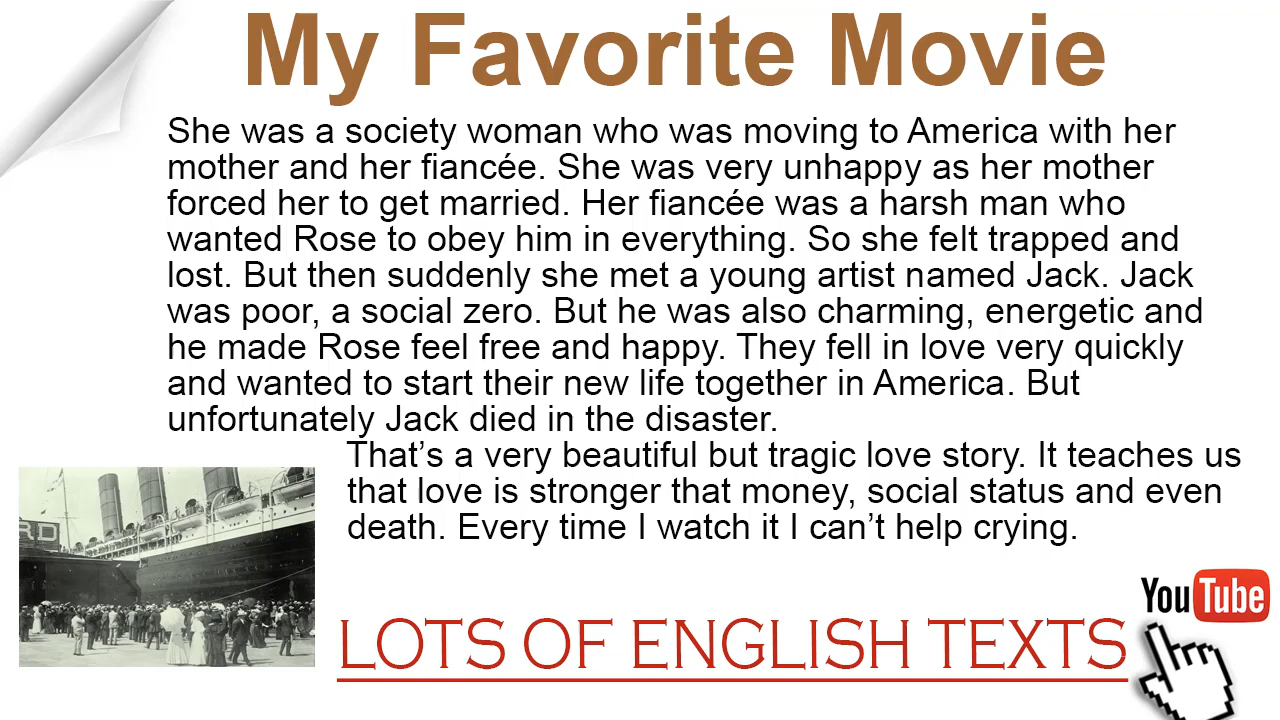 My Favorite Movie
She was a society woman who was moving to America with her
mother and her fiancée. She was very unhappy as her mother
forced her to get married. Her fiancée was a harsh man who
wanted Rose to obey him in everything. So she felt trapped and
lost. But then suddenly she met a young artist named Jack. Jack
was poor, a social zero. But he was also charming, energetic and
he made Rose feel free and happy. They fell in love very quickly
and wanted to start their new life together in America. But
unfortunately Jack died in the disaster.
That’s a very beautiful but tragic love story. It teaches us
that love is stronger that money, social status and even
death. Every time I watch it I can’t help crying.
RD
YouTube
LOTS OF ENGLISH TEXTS